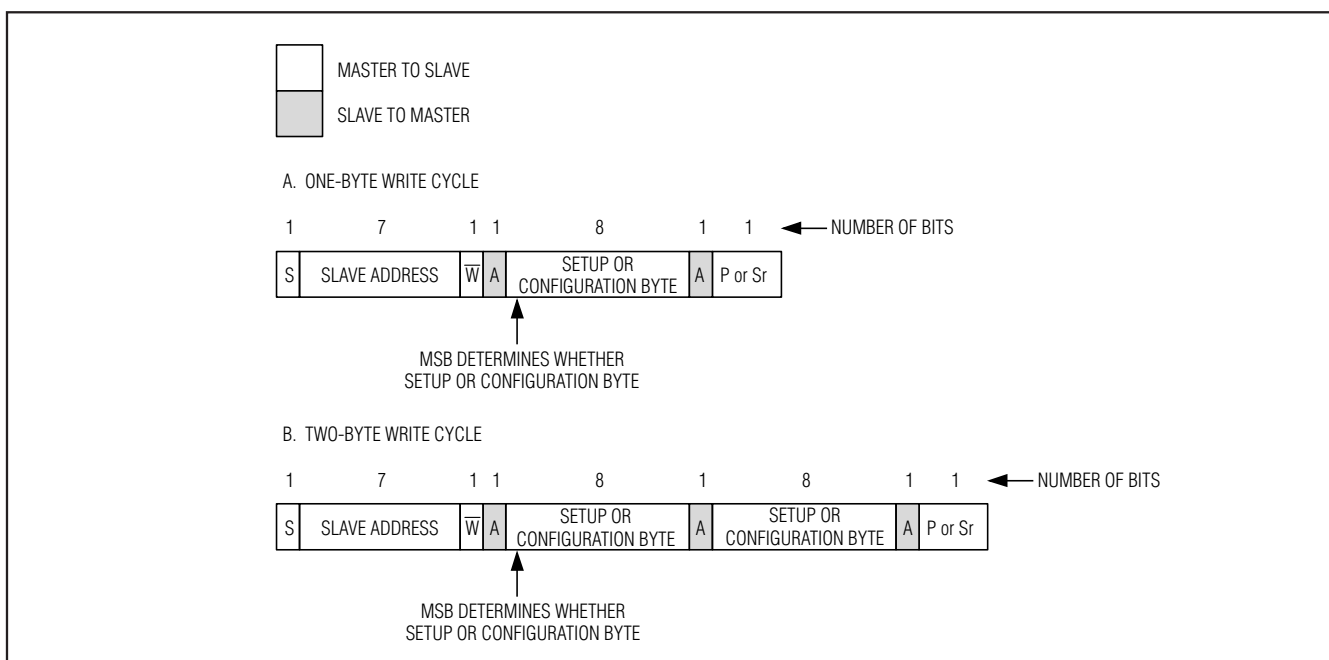 MASTER TO SLAVE
SLAVE TO MASTER
A. ONE-BYTE WRITE CYCLE
1 7 1 1 8 1 1 NUMBER OF BITS
S SLAVE ADDRESS W̅ A SETUP OR CONFIGURATION BYTE A P or Sr
MSB DETERMINES WHETHER
SETUP OR CONFIGURATION BYTE
B. TWO-BYTE WRITE CYCLE
1 7 1 1 8 1 8 1 1 NUMBER OF BITS
S SLAVE ADDRESS W̅ A SETUP OR CONFIGURATION BYTE A SETUP OR CONFIGURATION BYTE A P or Sr
MSB DETERMINES WHETHER
SETUP OR CONFIGURATION BYTE